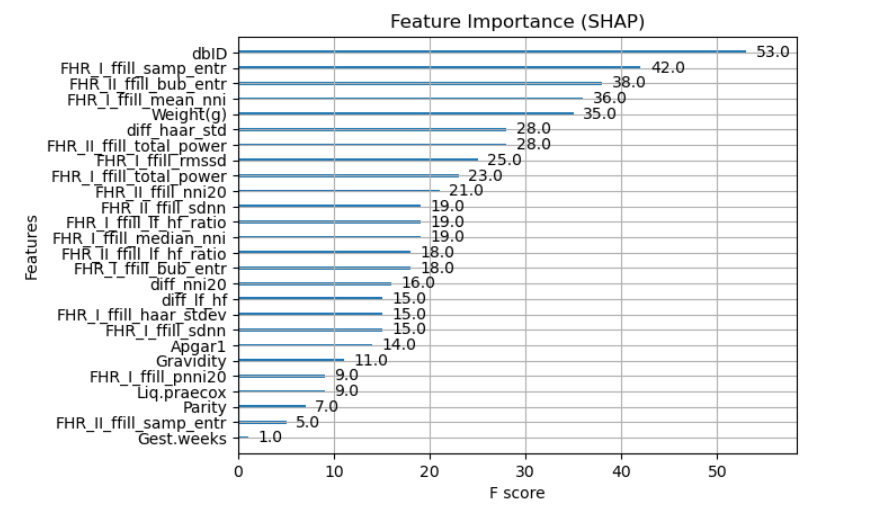 Feature Importance (SHAP)
Features
dbID 53.0
FHR_I_ffill_samp_entr 42.0
FHR_II_ffill_bub_entr 38.0
FHR_I_ffill_mean_nni 36.0
Weight(g) 35.0
diff_haar_std 28.0
FHR_II_ffill_total_power 28.0
FHR_I_ffill_rmssd 25.0
FHR_I_ffill_total_power 23.0
FHR_II_ffill_nni20 21.0
FHR_II_ffill_sdnn 19.0
FHR_I_ffill_lf_hf_ratio 19.0
FHR_I_ffill_median_nni 19.0
FHR_II_ffill_lf_hf_ratio 18.0
FHR_I_ffill_bub_entr 18.0
diff_nni20 16.0
diff_lf_hf 15.0
FHR_I_ffill_haar_stdev 15.0
FHR_I_ffill_sdnn 15.0
Apgar1 14.0
Gravidity 11.0
FHR_I_ffill_pnni20 9.0
Liq.praecox 9.0
Parity 7.0
FHR_II_ffill_samp_entr 5.0
Gest.weeks 1.0
0 10 20 30 40 50
F score